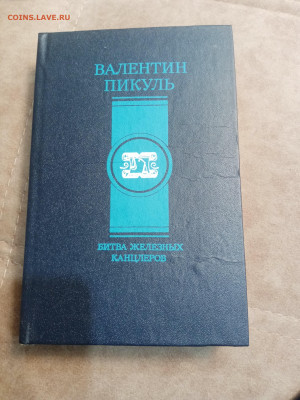 COINS.LAVE.RU
ВАЛЕНТИН
ПИКУЛЬ
БИТВА ЖЕЛЕЗНЫХ
КАНЦЛЕРОВ